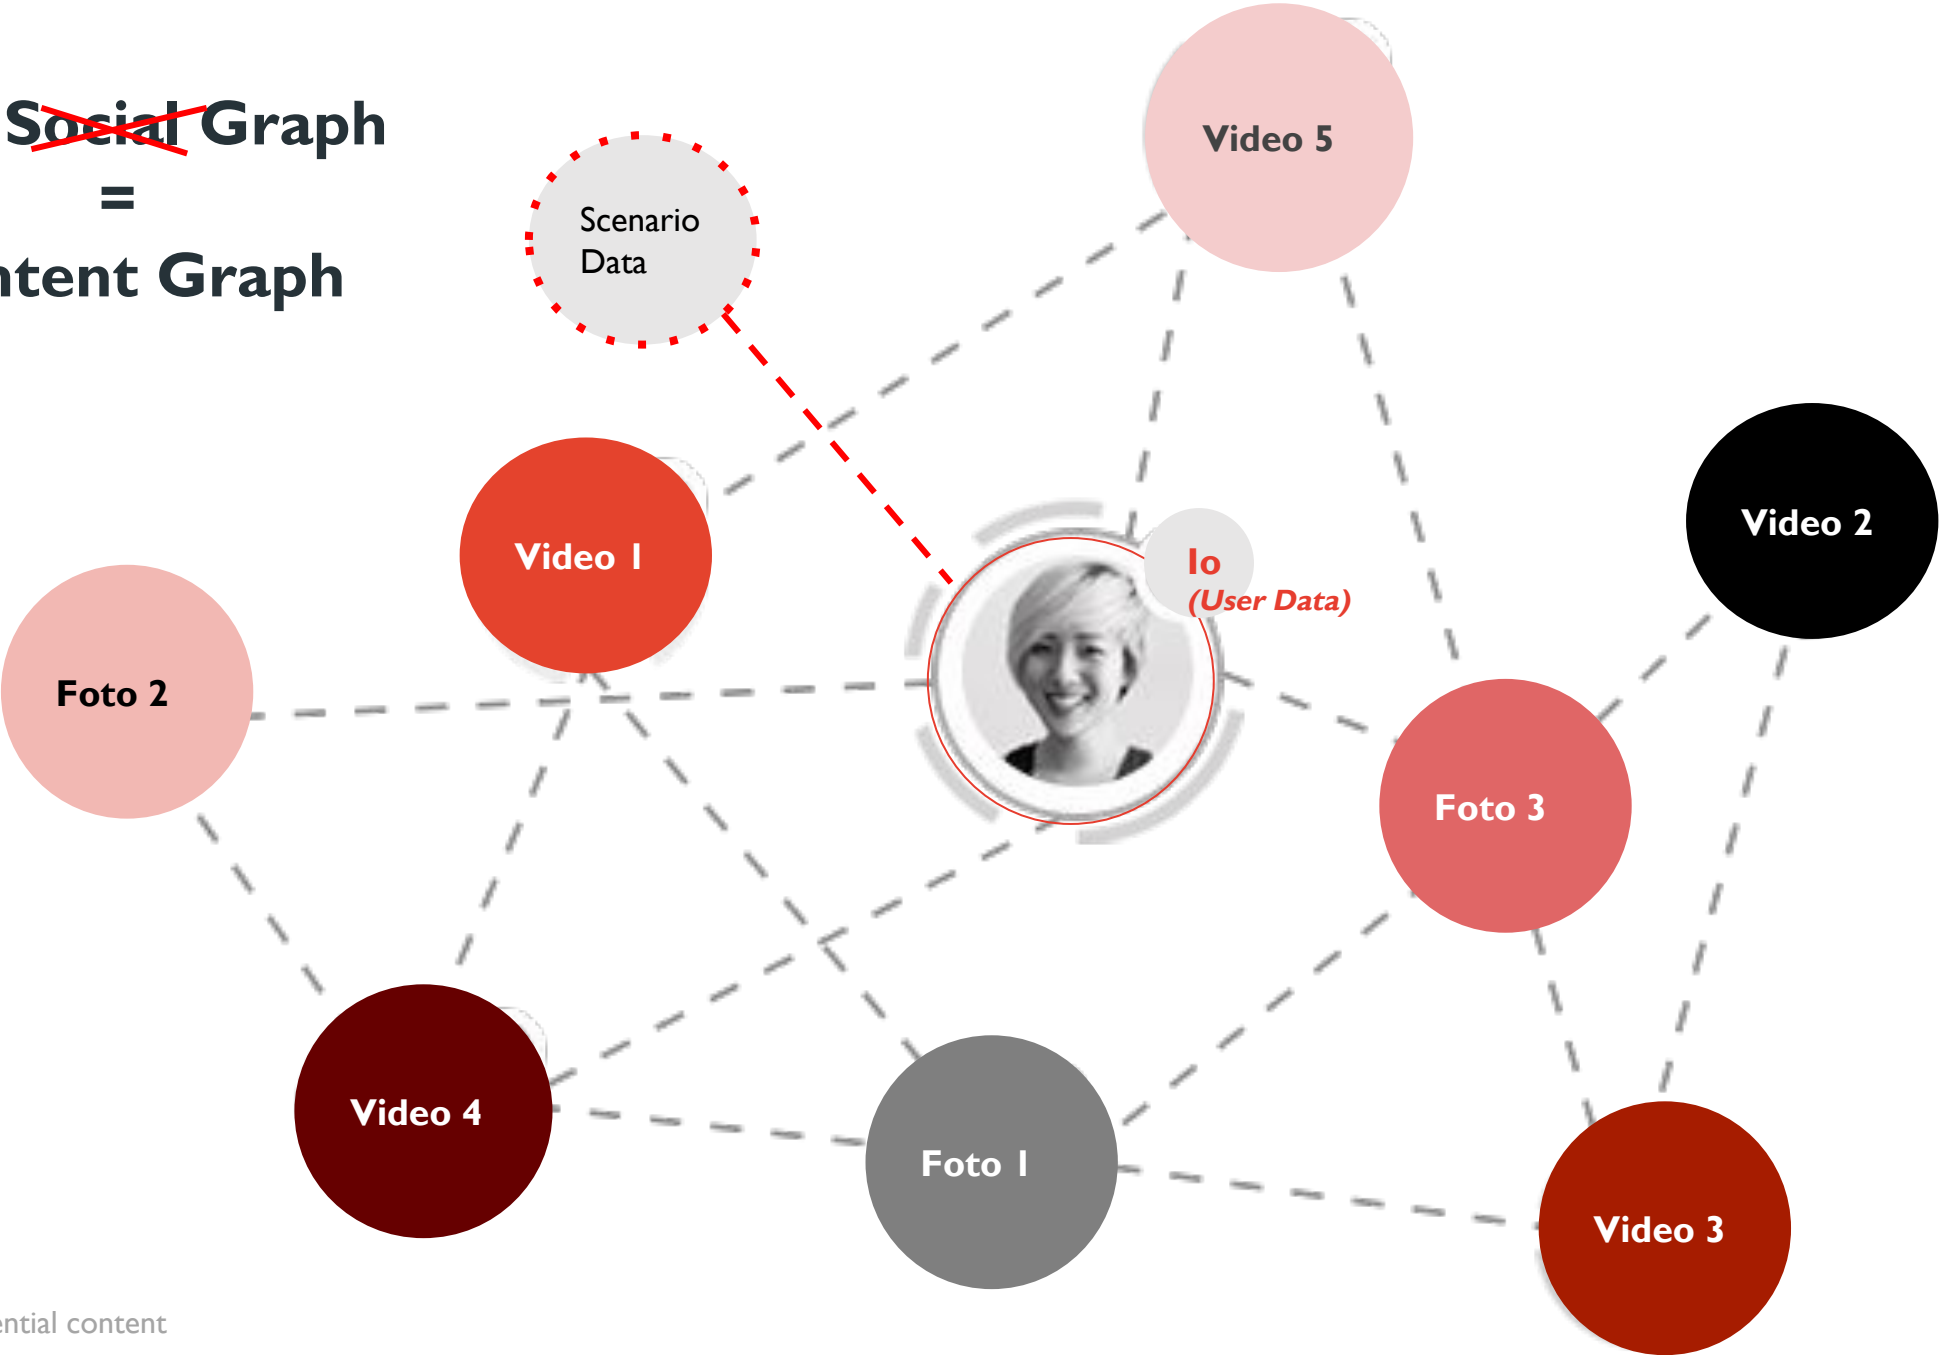 Social Graph
=
ntent Graph
Scenario
Data
Video 5
Video 1
Io
(User Data)
Video 2
Foto 2
Foto 3
Video 4
Foto 1
Video 3
ential content